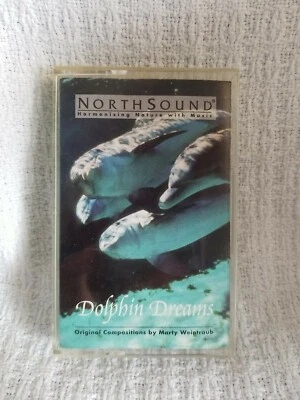 NORTHSOUND®
Harmonizing Nature with Music
Dolphin Dreams
Original Compositions by Marty Weintraub